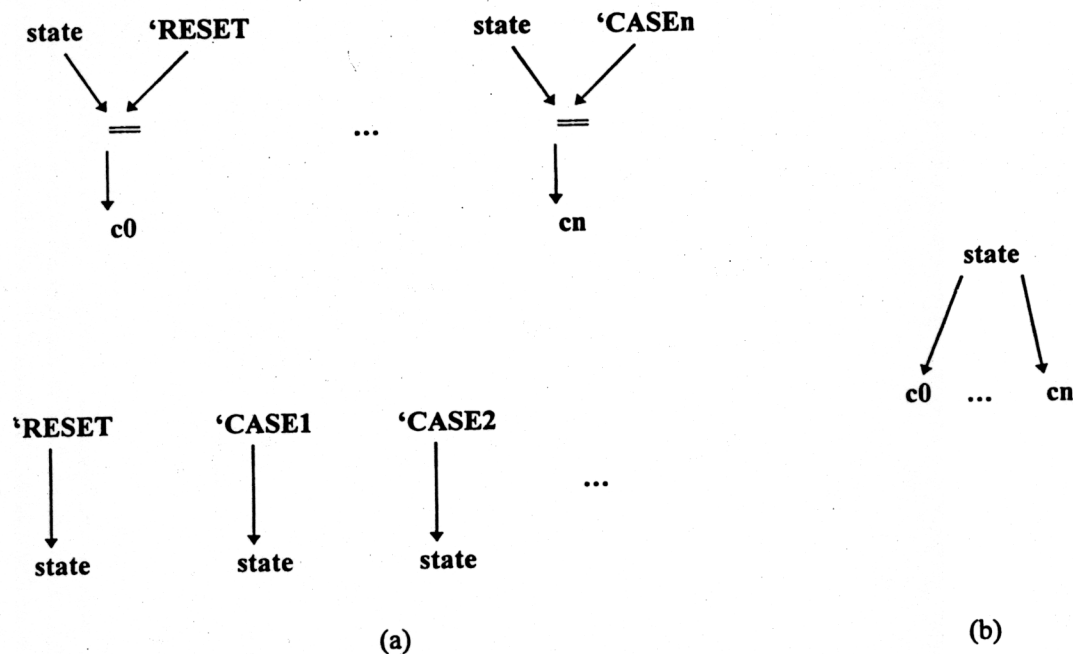 state ‘RESET state ‘CASEn
== ... ==
c0 cn
state
c0 ... cn
‘RESET ‘CASE1 ‘CASE2
...
state state state
(a) (b)